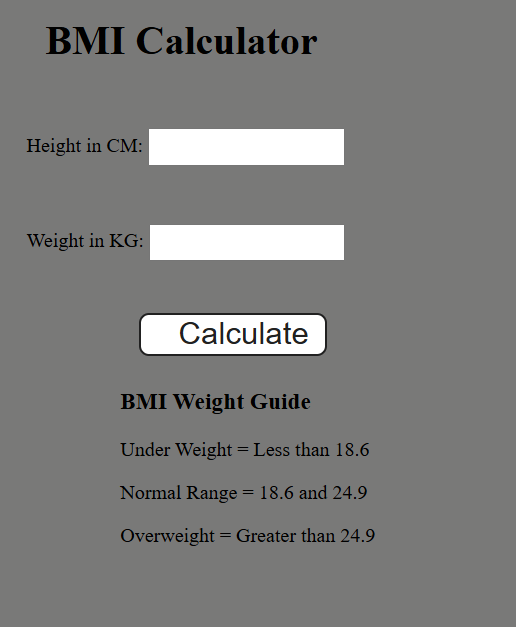 BMI Calculator
Height in CM:
Weight in KG:
Calculate
BMI Weight Guide
Under Weight = Less than 18.6
Normal Range = 18.6 and 24.9
Overweight = Greater than 24.9